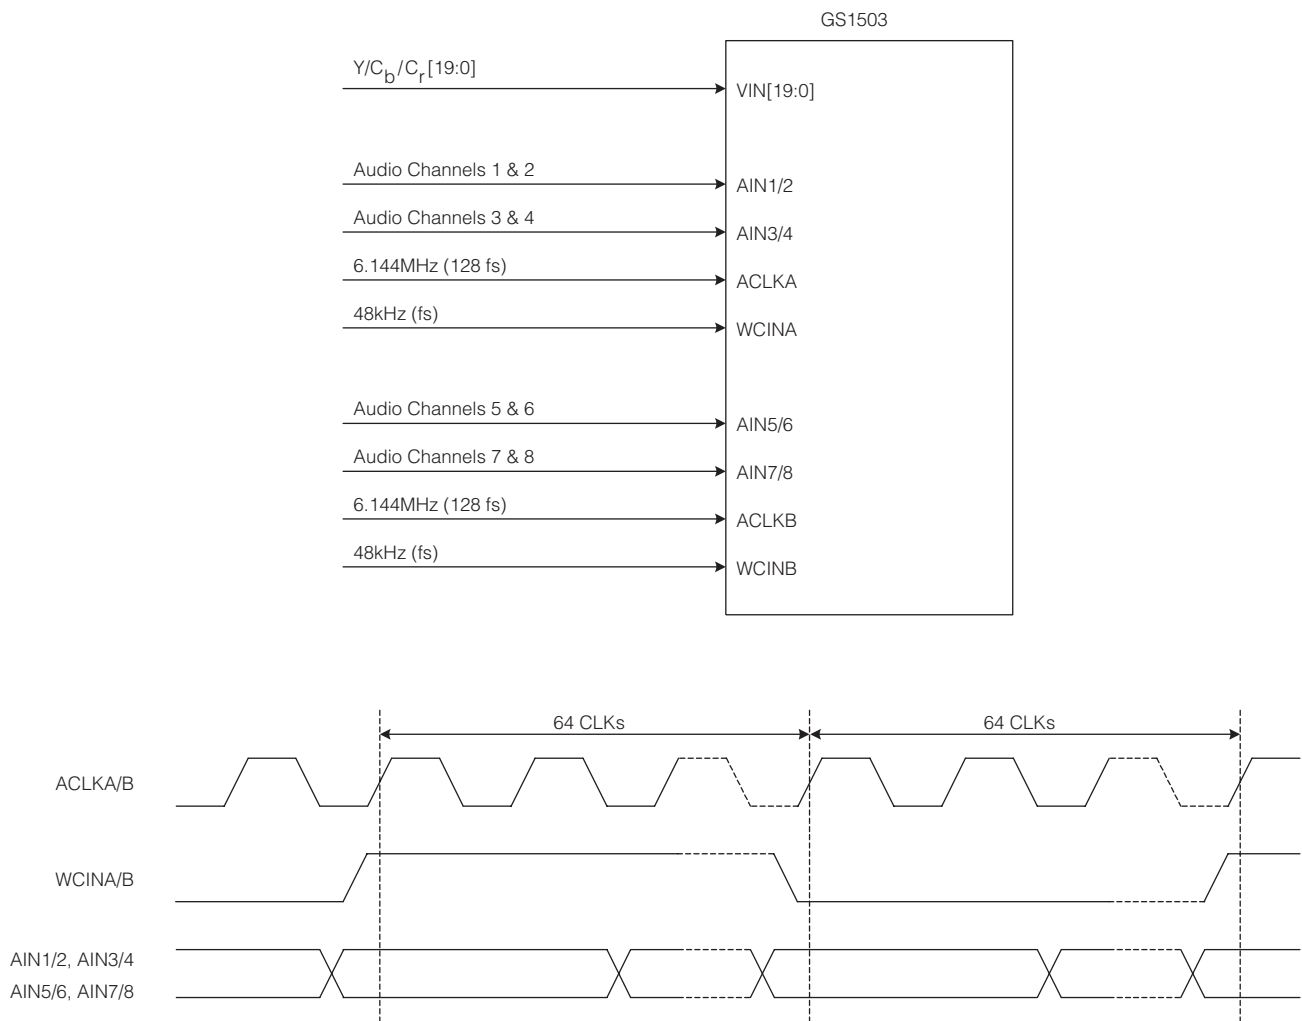 GS1503
Y/Cb/Cr[19:0]
VIN[19:0]
Audio Channels 1 & 2
AIN1/2
Audio Channels 3 & 4
AIN3/4
6.144MHz (128 fs)
ACLKA
48kHz (fs)
WCINA
Audio Channels 5 & 6
AIN5/6
Audio Channels 7 & 8
AIN7/8
6.144MHz (128 fs)
ACLKB
48kHz (fs)
WCINB
64 CLKs
64 CLKs
ACLKA/B
WCINA/B
AIN1/2, AIN3/4
AIN5/6, AIN7/8